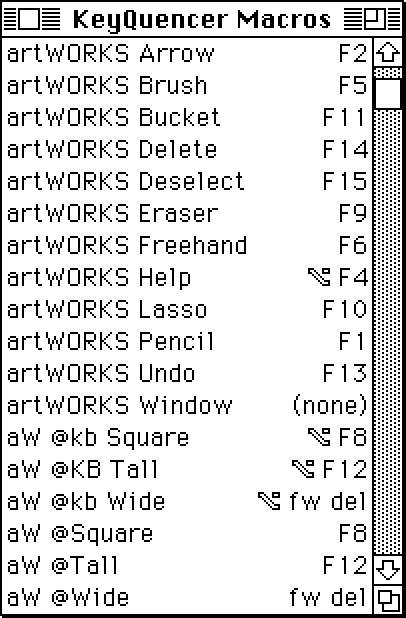 KeyQuencer Macros
artWORKS Arrow F2
artWORKS Brush F5
artWORKS Bucket F11
artWORKS Delete F14
artWORKS Deselect F15
artWORKS Eraser F9
artWORKS Freehand F6
artWORKS Help ⌥ F4
artWORKS Lasso F10
artWORKS Pencil F1
artWORKS Undo F13
artWORKS Window (none)
aW @kb Square ⌥ F8
aW @KB Tall ⌥ F12
aW @kb Wide ⌥ fw del
aW @Square F8
aW @Tall F12
aW @Wide fw del